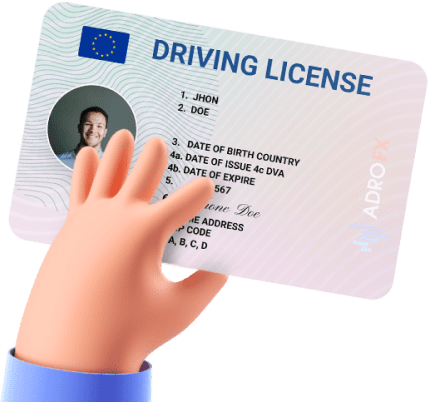 DRIVING LICENSE
1. JHON
2. DOE
3. DATE OF BIRTH COUNTRY
4a. DATE OF ISSUE 4c DVA
4b. DATE OF EXPIRE
5. 567
Doe
ADDRESS
CODE
A, B, C, D
ADROFX